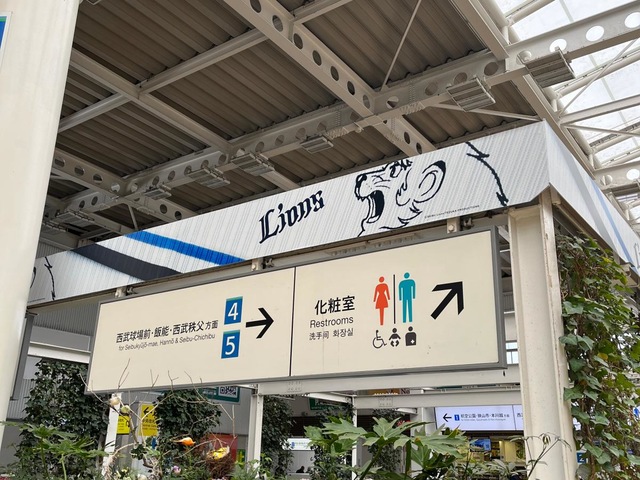 Lions
西武球場前・飯能・西武秩父方面
for Seibukyūjō-mae, Hannō & Seibu-Chichibu
4
5
化粧室
Restrooms
洗手间 화장실